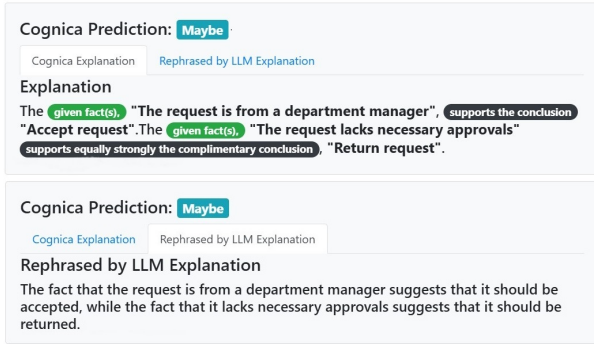 Cognica Prediction: Maybe .
Cognica Explanation Rephrased by LLM Explanation
Explanation
The given fact(s), "The request is from a department manager", supports the conclusion
"Accept request".The given fact(s), "The request lacks necessary approvals"
supports equally strongly the complimentary conclusion, "Return request".
Cognica Prediction: Maybe
Cognica Explanation Rephrased by LLM Explanation
Rephrased by LLM Explanation
The fact that the request is from a department manager suggests that it should be
accepted, while the fact that it lacks necessary approvals suggests that it should be
returned.